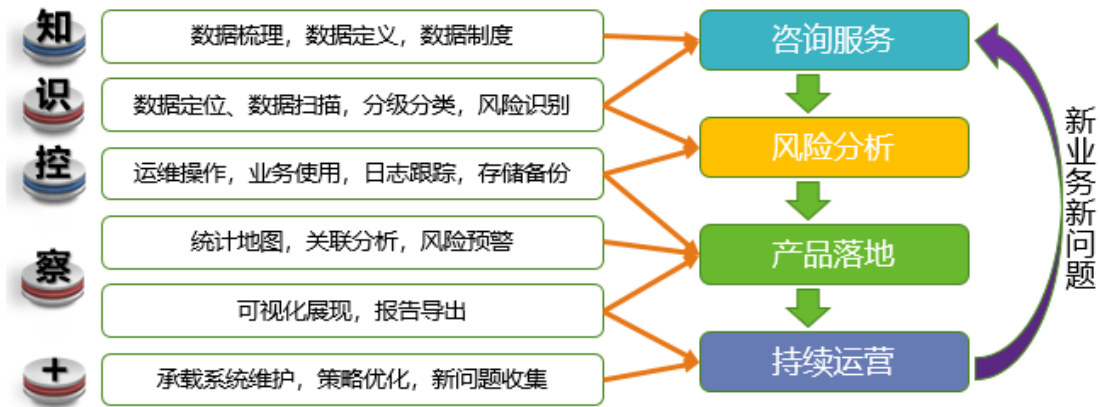 知
数据梳理，数据定义，数据制度
咨询服务
识
数据定位、数据扫描，分级分类，风险识别
风险分析
控
运维操作，业务使用，日志跟踪，存储备份
察
统计地图，关联分析，风险预警
产品落地
可视化展现，报告导出
持续运营
+
承载系统维护，策略优化，新问题收集
新业务新问题